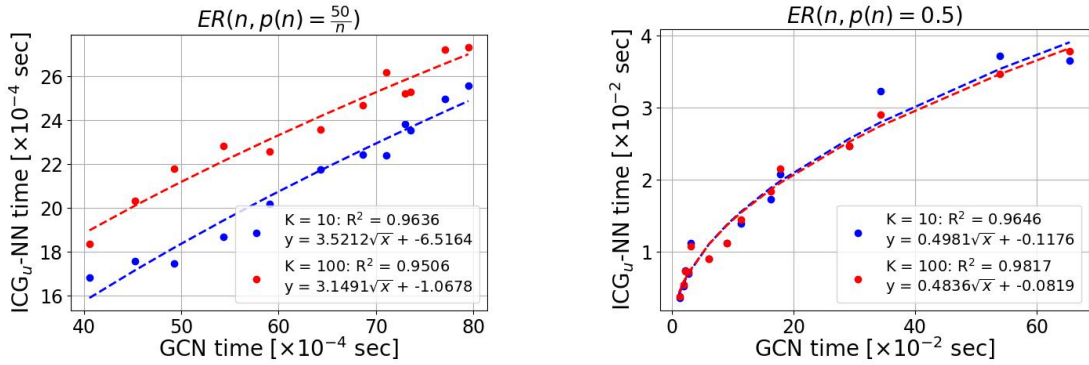 ER(n, p(n) = 50/n)
ICG_u-NN time [×10⁻⁴ sec]
26
24
22
20
18
16
K = 10: R² = 0.9636
y = 3.5212√x + -6.5164
K = 100: R² = 0.9506
y = 3.1491√x + -1.0678
40 50 60 70 80
GCN time [×10⁻⁴ sec]
ER(n, p(n) = 0.5)
ICG_u-NN time [×10⁻² sec]
4
3
2
1
K = 10: R² = 0.9646
y = 0.4981√x + -0.1176
K = 100: R² = 0.9817
y = 0.4836√x + -0.0819
0 20 40 60
GCN time [×10⁻² sec]